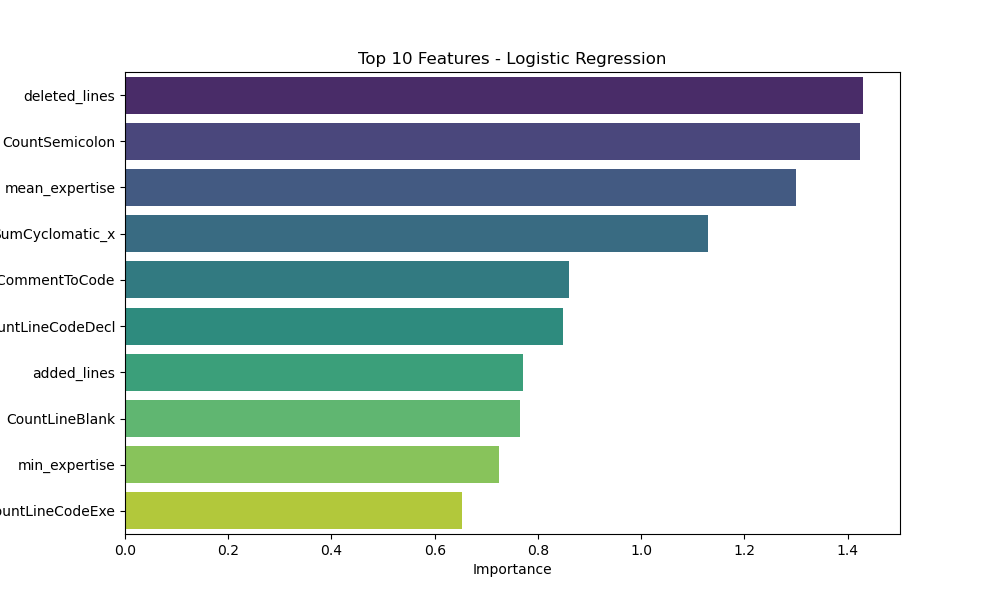 Top 10 Features - Logistic Regression
deleted_lines
CountSemicolon
mean_expertise
umCyclomatic_x
CommentToCode
untLineCodeDecl
added_lines
CountLineBlank
min_expertise
ountLineCodeExe
0.0 0.2 0.4 0.6 0.8 1.0 1.2 1.4
Importance